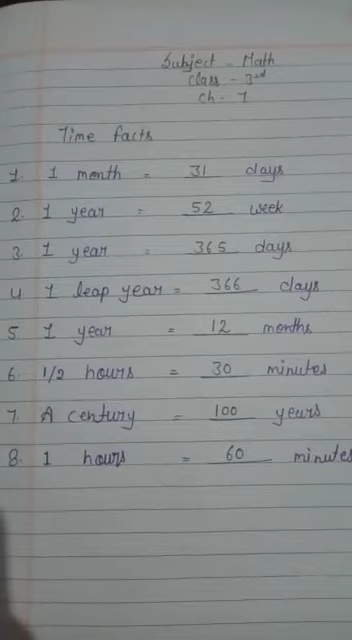 Subject - Math
Class - 3rd
Ch - 7
Time facts
1. 1 month = 31 days
2. 1 year = 52 week
3. 1 year = 365 days
4 1 leap year = 366 days
5 1 year = 12 months
6. 1/2 hours = 30 minutes
7. A century = 100 years
8. 1 hours = 60 minutes